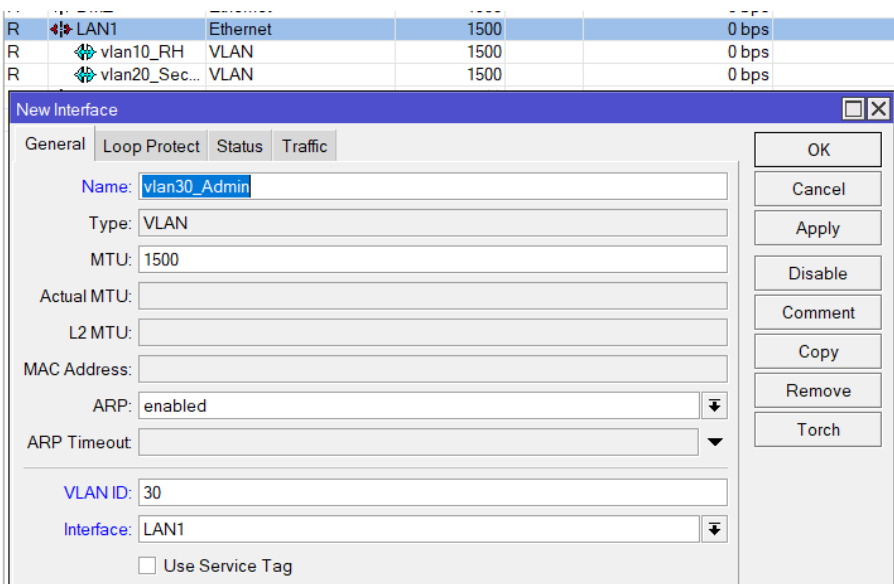 R LAN1 Ethernet 1500 0 bps
R vlan10_RH VLAN 1500 0 bps
R vlan20_Sec... VLAN 1500 0 bps
New Interface
General Loop Protect Status Traffic
OK
Name: vlan30_Admin
Cancel
Type: VLAN
Apply
MTU: 1500
Disable
Actual MTU:
Comment
L2 MTU:
Copy
MAC Address:
Remove
ARP: enabled
Torch
ARP Timeout:
VLAN ID: 30
Interface: LAN1
Use Service Tag